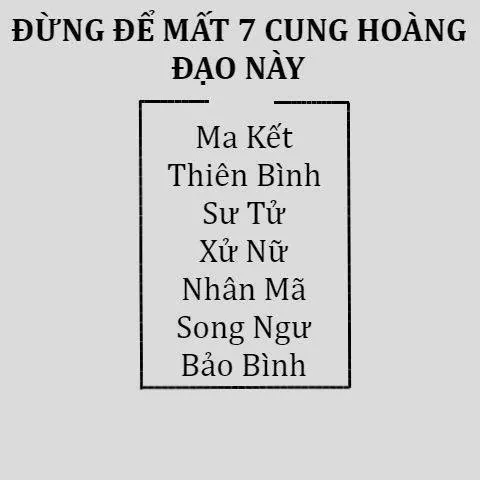 ĐỪNG ĐỂ MẤT 7 CUNG HOÀNG
ĐẠO NÀY
Ma Kết
Thiên Bình
Sư Tử
Xử Nữ
Nhân Mã
Song Ngư
Bảo Bình